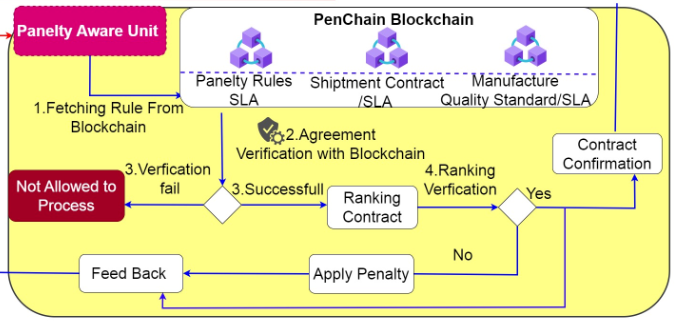 PenChain Blockchain
Panelty Aware Unit
Panelty Rules
SLA
Shiptment Contract
/SLA
Manufacture
Quality Standard/SLA
1.Fetching Rule From
Blockchain
2.Agreement
Verification with Blockchain
Contract
Confirmation
3.Verfication
fail
Not Allowed to
Process
3.Successfull
Ranking
Contract
4.Ranking
Verfication
Yes
No
Feed Back
Apply Penalty